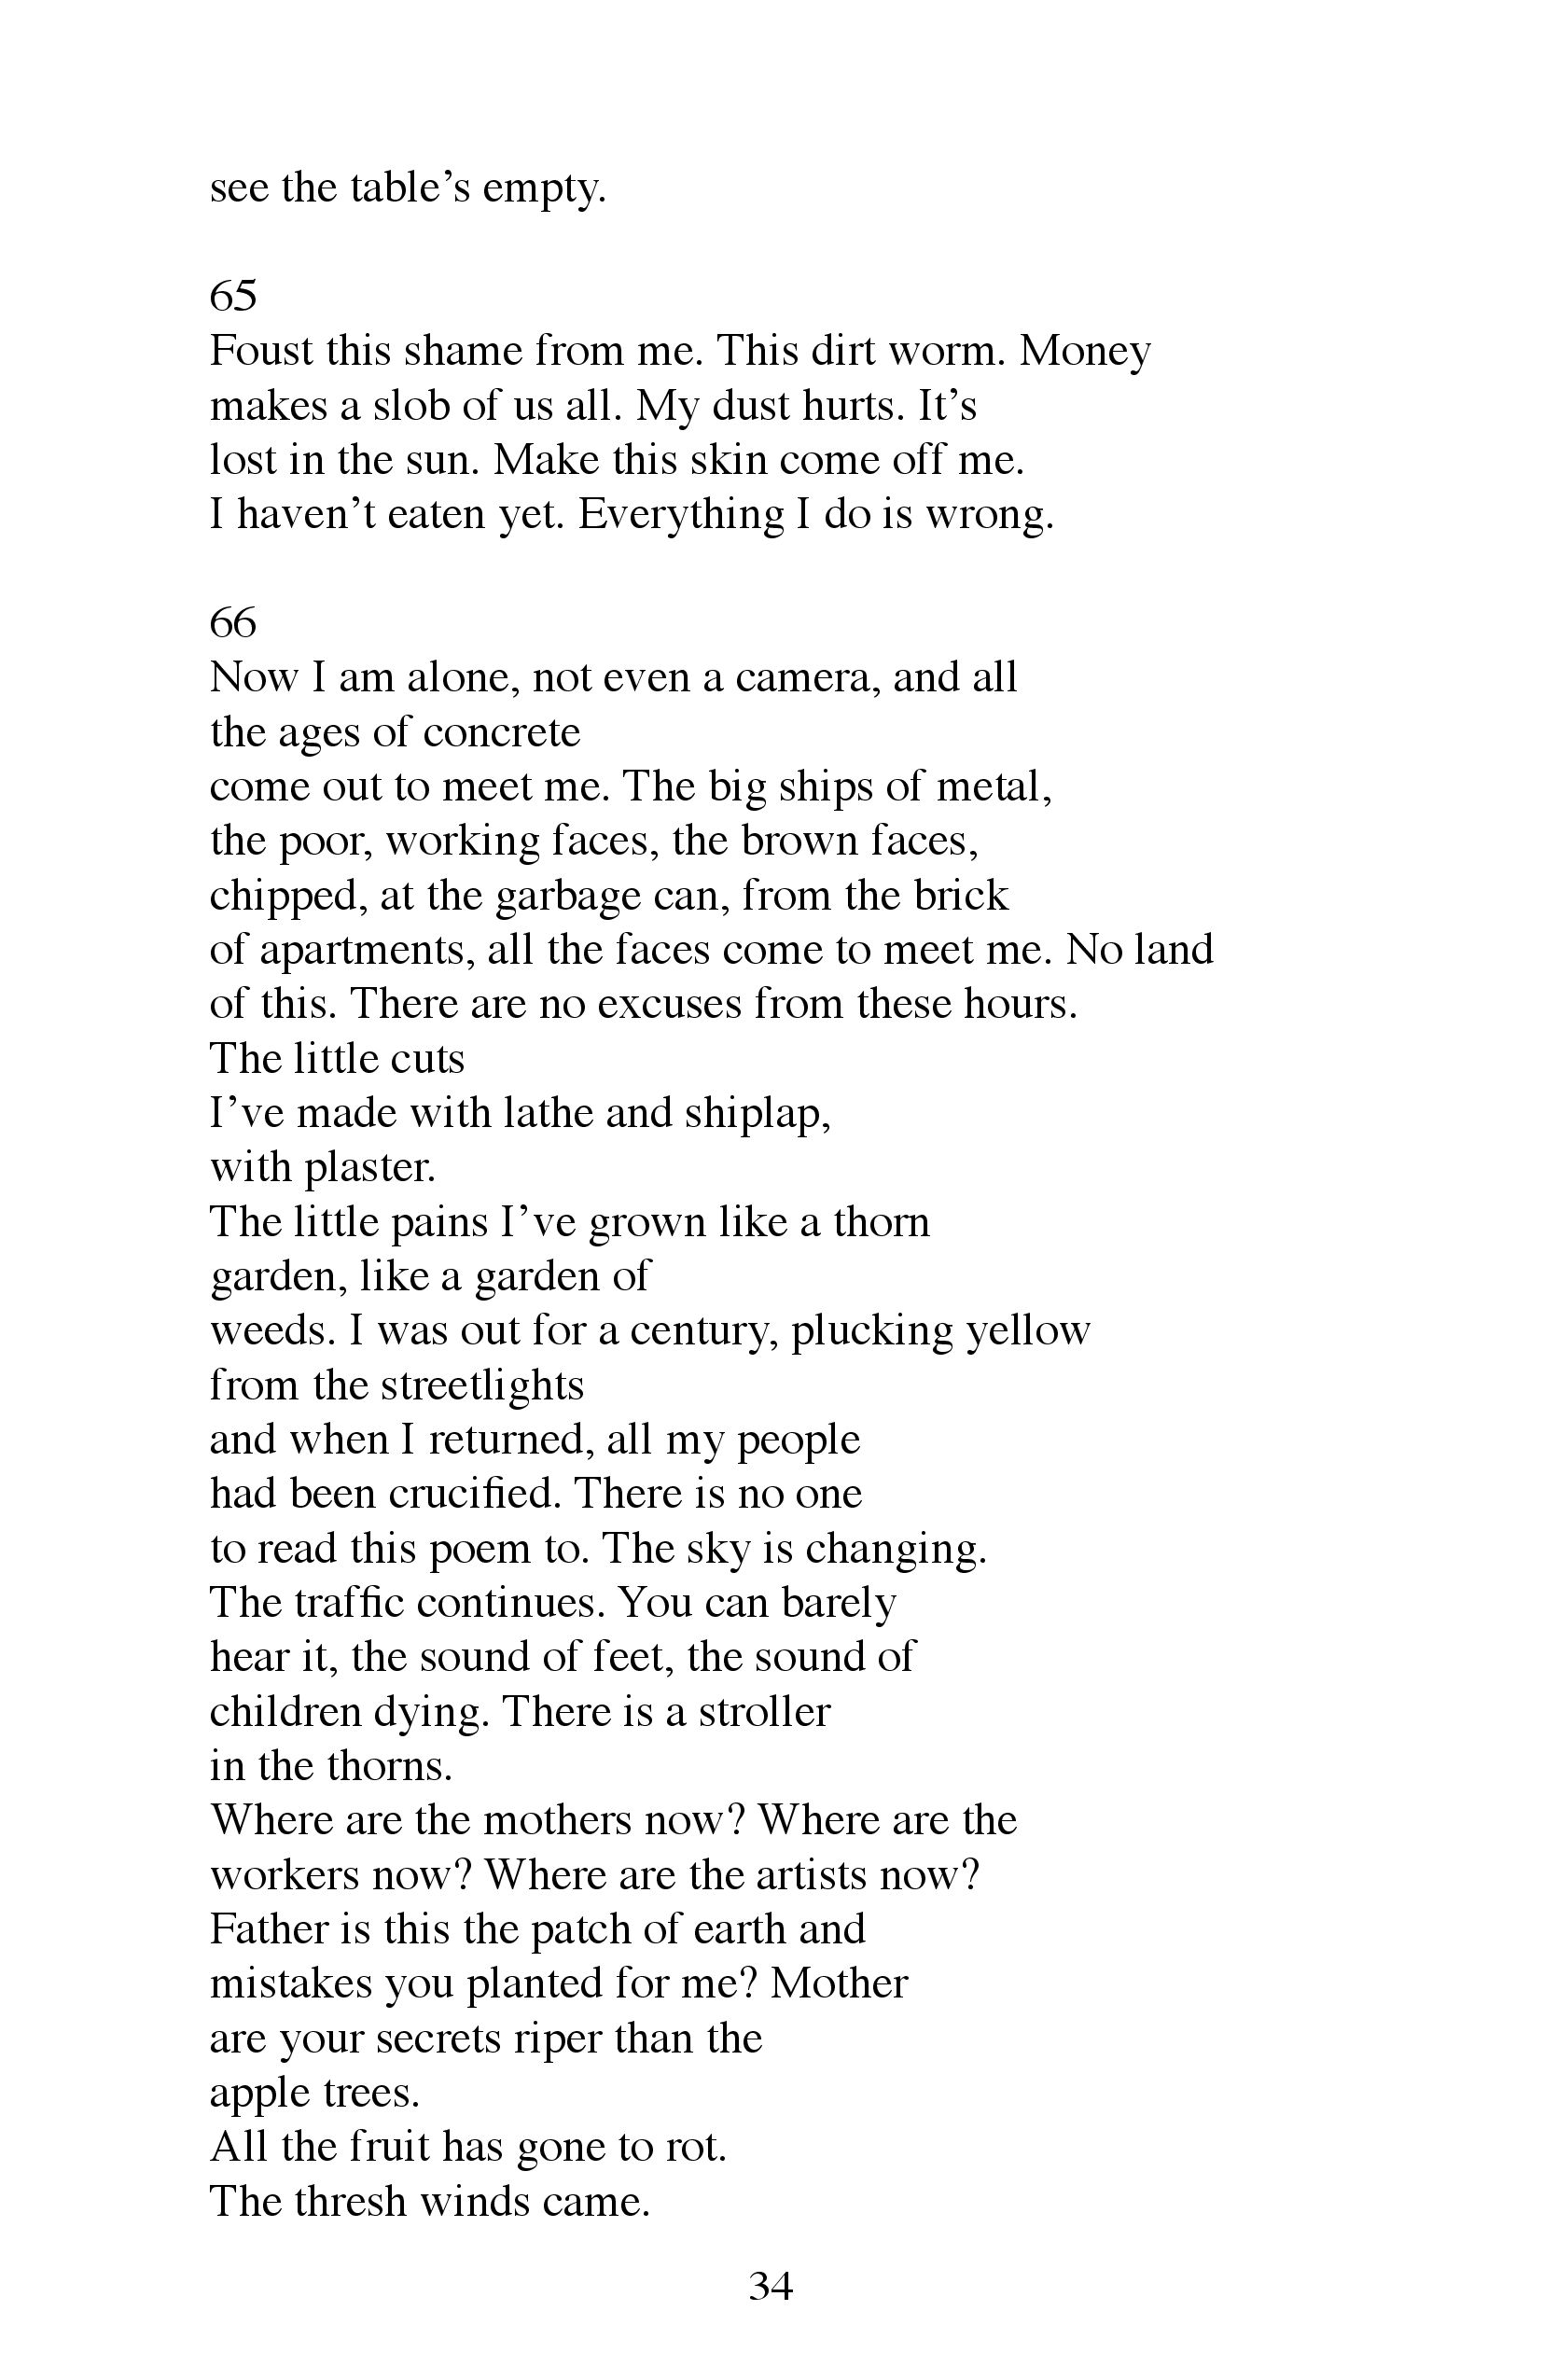 see the table’s empty.
65
Foust this shame from me. This dirt worm. Money
makes a slob of us all. My dust hurts. It’s
lost in the sun. Make this skin come off me.
I haven’t eaten yet. Everything I do is wrong.
66
Now I am alone, not even a camera, and all
the ages of concrete
come out to meet me. The big ships of metal,
the poor, working faces, the brown faces,
chipped, at the garbage can, from the brick
of apartments, all the faces come to meet me. No land
of this. There are no excuses from these hours.
The little cuts
I’ve made with lathe and shiplap,
with plaster.
The little pains I’ve grown like a thorn
garden, like a garden of
weeds. I was out for a century, plucking yellow
from the streetlights
and when I returned, all my people
had been crucified. There is no one
to read this poem to. The sky is changing.
The traffic continues. You can barely
hear it, the sound of feet, the sound of
children dying. There is a stroller
in the thorns.
Where are the mothers now? Where are the
workers now? Where are the artists now?
Father is this the patch of earth and
mistakes you planted for me? Mother
are your secrets riper than the
apple trees.
All the fruit has gone to rot.
The thresh winds came.
34